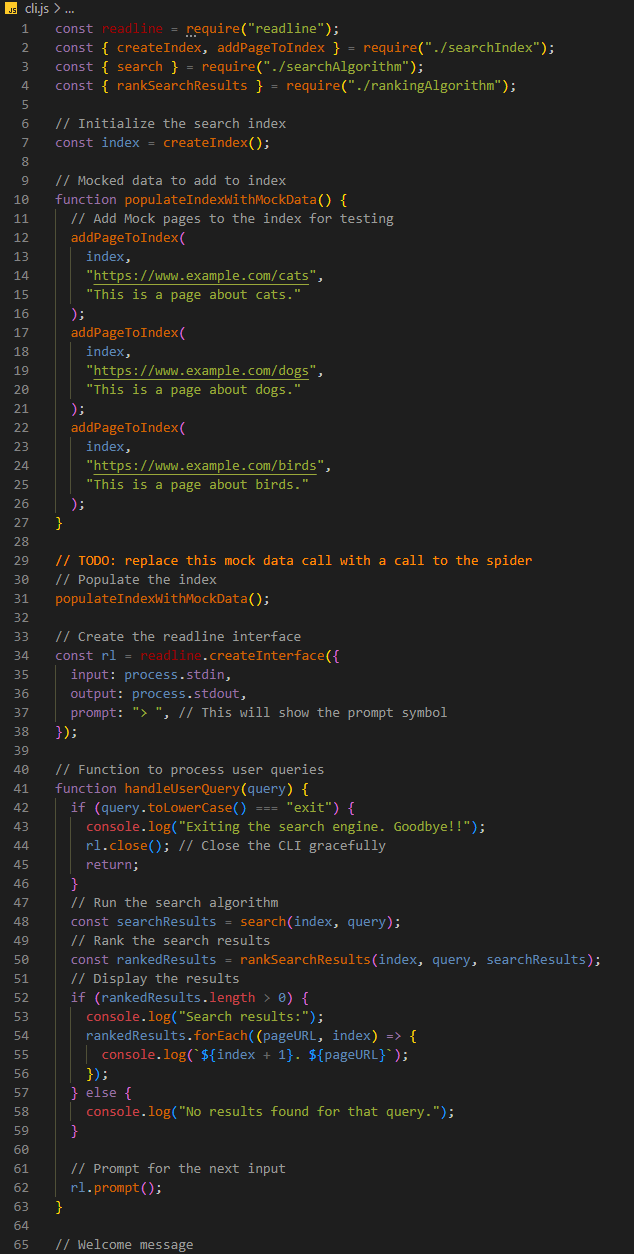 JS cli.js > ...
1 const readline = require("readline");
2 const { createIndex, addPageToIndex } = require("./searchIndex");
3 const { search } = require("./searchAlgorithm");
4 const { rankSearchResults } = require("./rankingAlgorithm");
5
6 // Initialize the search index
7 const index = createIndex();
8
9 // Mocked data to add to index
10 function populateIndexWithMockData() {
11   // Add Mock pages to the index for testing
12   addPageToIndex(
13     index,
14     "https://www.example.com/cats",
15     "This is a page about cats."
16   );
17   addPageToIndex(
18     index,
19     "https://www.example.com/dogs",
20     "This is a page about dogs."
21   );
22   addPageToIndex(
23     index,
24     "https://www.example.com/birds",
25     "This is a page about birds."
26   );
27 }
28
29 // TODO: replace this mock data call with a call to the spider
30 // Populate the index
31 populateIndexWithMockData();
32
33 // Create the readline interface
34 const rl = readline.createInterface({
35   input: process.stdin,
36   output: process.stdout,
37   prompt: "> ", // This will show the prompt symbol
38 });
39
40 // Function to process user queries
41 function handleUserQuery(query) {
42   if (query.toLowerCase() === "exit") {
43     console.log("Exiting the search engine. Goodbye!!");
44     rl.close(); // Close the CLI gracefully
45     return;
46   }
47   // Run the search algorithm
48   const searchResults = search(index, query);
49   // Rank the search results
50   const rankedResults = rankSearchResults(index, query, searchResults);
51   // Display the results
52   if (rankedResults.length > 0) {
53     console.log("Search results:");
54     rankedResults.forEach((pageURL, index) => {
55       console.log(`${index + 1}. ${pageURL}`);
56     });
57   } else {
58     console.log("No results found for that query.");
59   }
60
61   // Prompt for the next input
62   rl.prompt();
63 }
64
65 // Welcome message